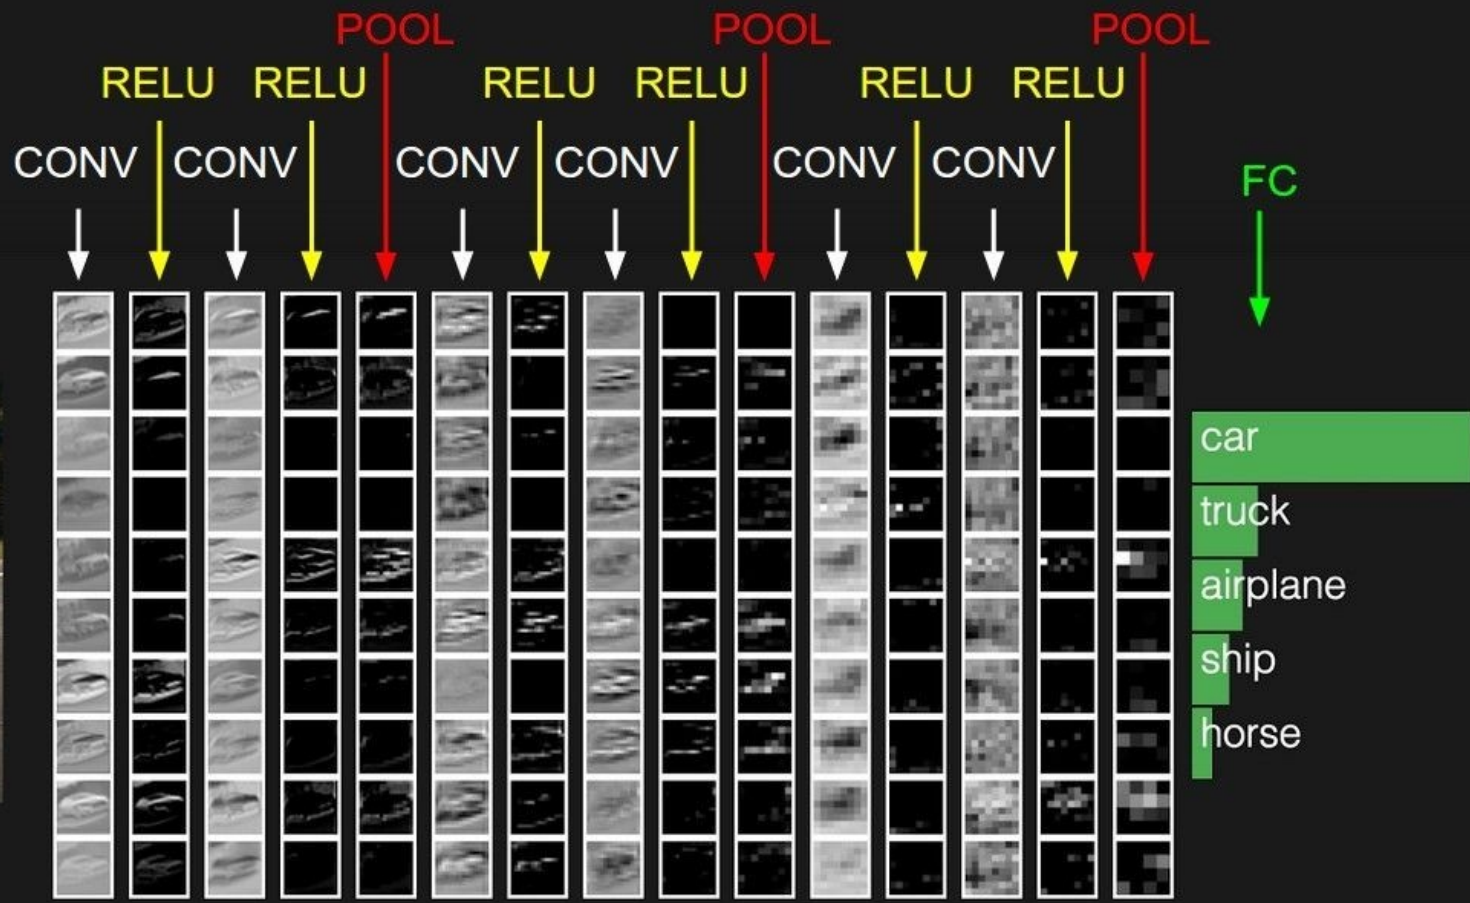 POOL POOL POOL
RELU RELU RELU RELU RELU RELU
CONV CONV CONV CONV CONV CONV
FC
car
truck
airplane
ship
horse